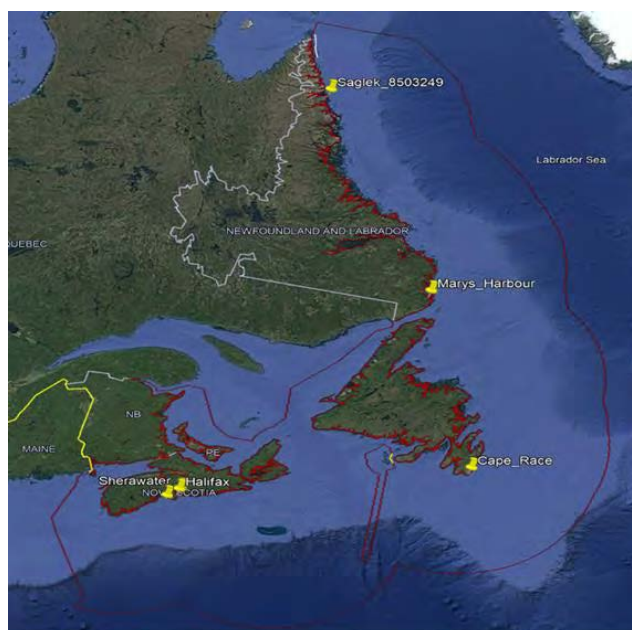 Saglek_8503249
Labrador Sea
NEWFOUNDLAND AND LABRADOR
QUEBEC
Marys_Harbour
NB
MAINE
PE
Cape_Race
Sherawater Halifax
NOVA SCOTIA